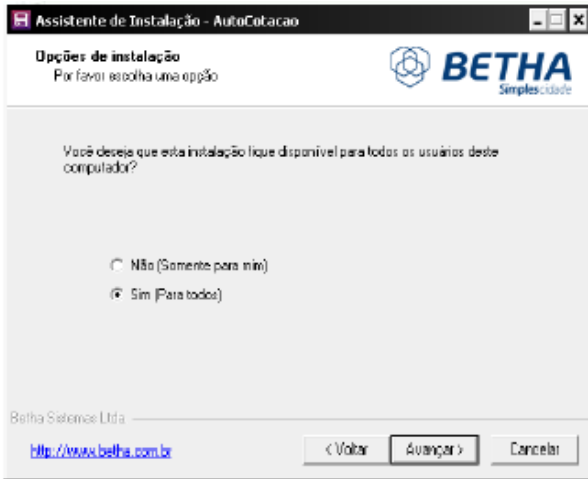 Assistente de Instalação - AutoCotacao
Opções de instalação
Por favor escolha uma opção
BETHA
Simplescidade
Você deseja que esta instalação fique disponível para todos os usuários deste
computador?
Não (Somente para mim)
Sim (Para todos)
Betha Sistemas Ltda
http://www.betha.com.br
< Voltar
Avançar >
Cancelar